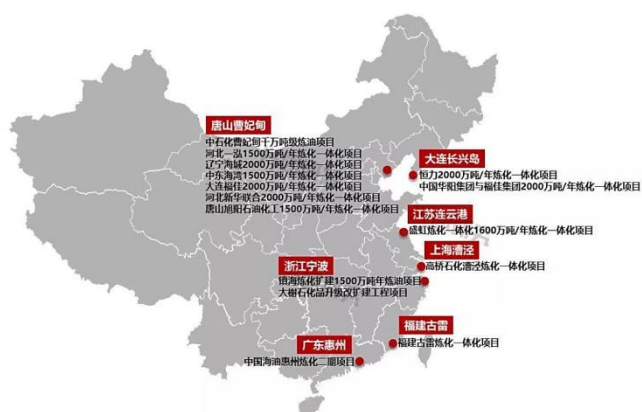 唐山曹妃甸
中石化曹妃甸千万吨级炼油项目
河北一泓1500万吨/年炼化一体化项目
辽宁海城2000万吨/年炼化一体化项目
中东海湾1500万吨/年炼化一体化项目
大连福佳2000万吨/年炼化一体化项目
河北新华联合2000万吨/年炼化一体化项目
唐山旭阳石油化工1500万吨/年炼化一体化项目
大连长兴岛
恒力2000万吨/年炼化一体化项目
中国华阳集团与福佳集团2000万吨/年炼化一体化项目
江苏连云港
盛虹炼化一体化1600万吨/年炼化一体化项目
上海漕泾
高桥石化漕泾炼化一体化项目
浙江宁波
镇海炼化扩建1500万吨年炼油项目
大榭石化品升级改扩建工程项目
福建古雷
福建古雷炼化一体化项目
广东惠州
中国海油惠州炼化二期项目